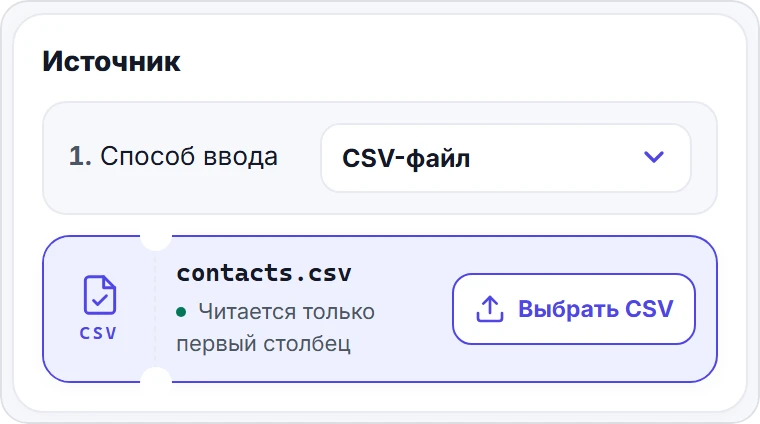 Источник
1. Способ ввода
CSV-файл
CSV
contacts.csv
Читается только
первый столбец
Выбрать CSV